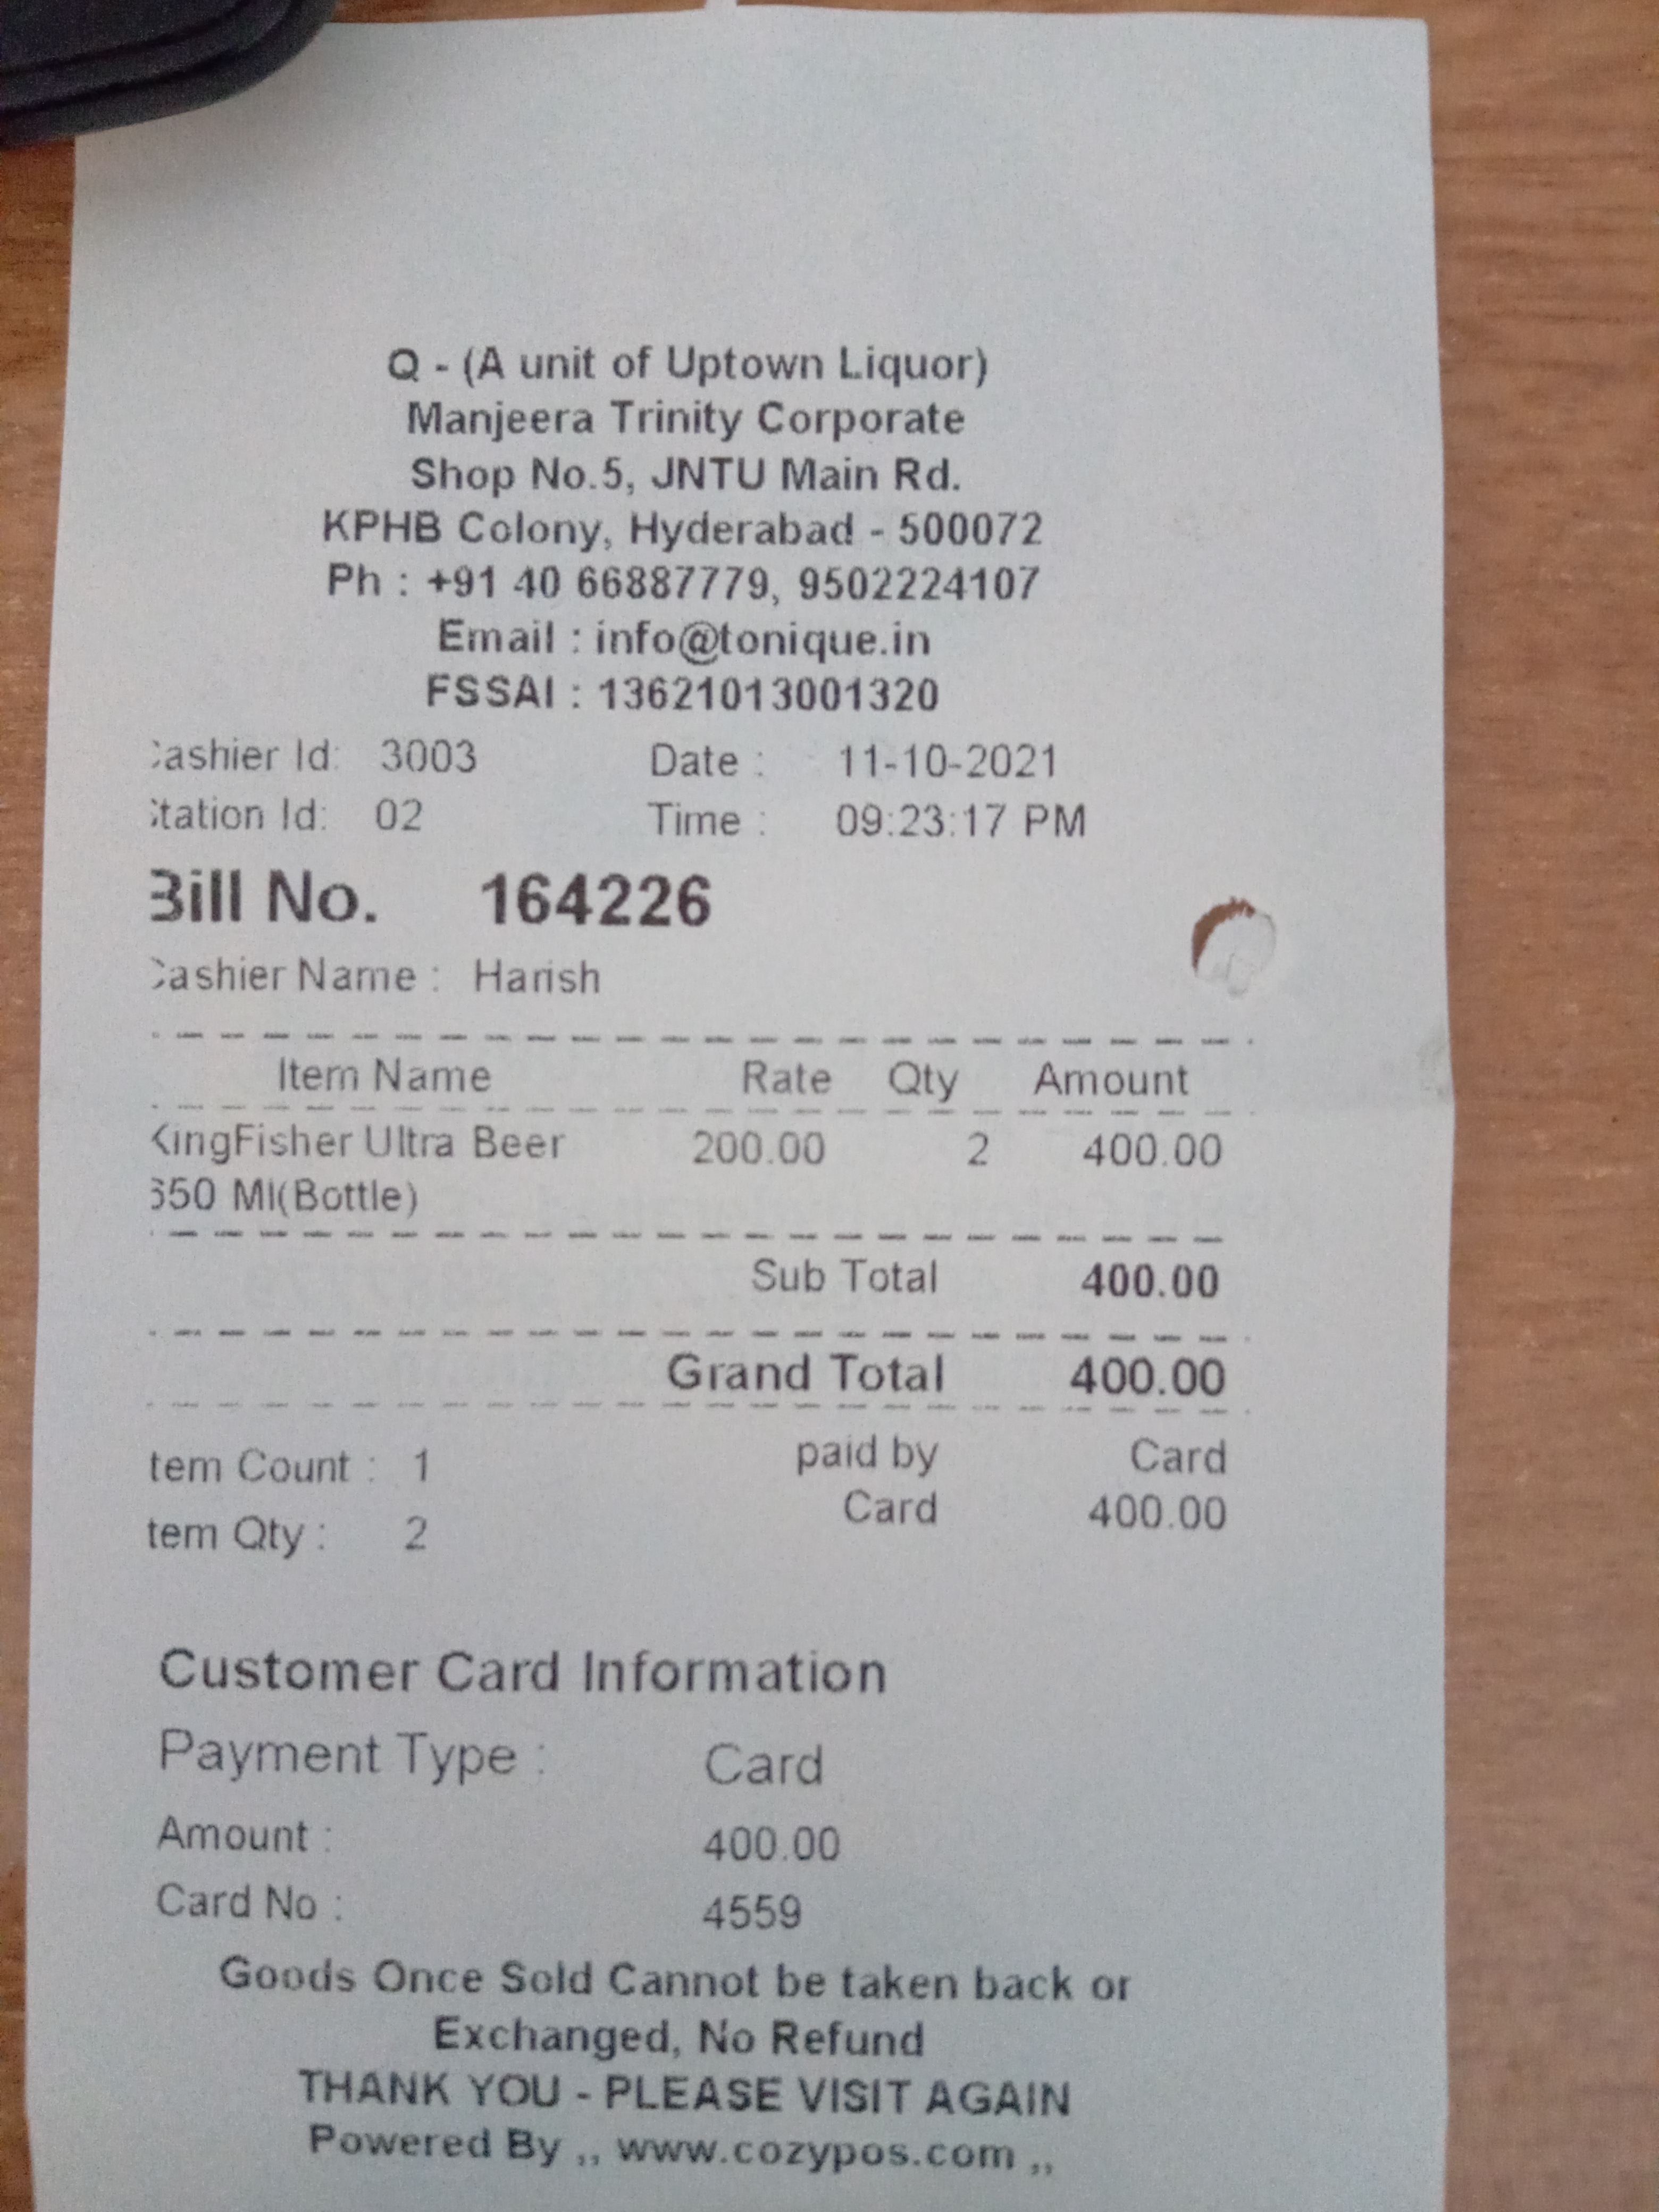 Q - (A unit of Uptown Liquor)
Manjeera Trinity Corporate
Shop No.5, JNTU Main Rd.
KPHB Colony, Hyderabad - 500072
Ph : +91 40 66887779, 9502224107
Email : info@tonique.in
FSSAI : 13621013001320
Cashier Id: 3003 Date : 11-10-2021
Station Id: 02 Time : 09:23:17 PM
Bill No. 164226
Cashier Name : Harish
Item Name Rate Qty Amount
KingFisher Ultra Beer 200.00 2 400.00
650 Ml(Bottle)
Sub Total 400.00
Grand Total 400.00
tem Count : 1 paid by Card
Card 400.00
tem Qty : 2
Customer Card Information
Payment Type : Card
Amount : 400.00
Card No : 4559
Goods Once Sold Cannot be taken back or
Exchanged, No Refund
THANK YOU - PLEASE VISIT AGAIN
Powered By ,, www.cozypos.com ,,